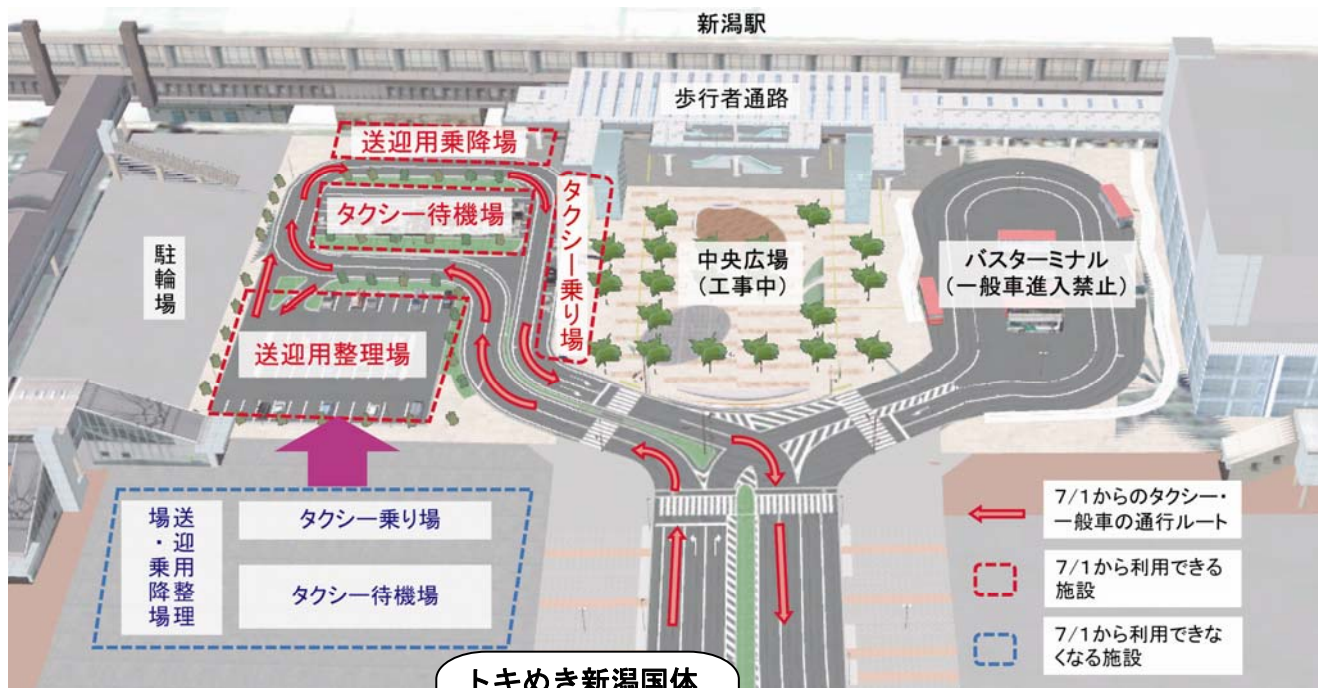 新潟駅
歩行者通路
送迎用乗降場
タクシー待機場
タクシー乗り場
駐輪場
中央広場
（工事中）
バスターミナル
（一般車進入禁止）
送迎用整理場
送・迎乗用降整場理場
タクシー乗り場
タクシー待機場
7/1からのタクシー・
一般車の通行ルート
7/1から利用できる
施設
7/1から利用できな
くなる施設
トキめき新潟国体